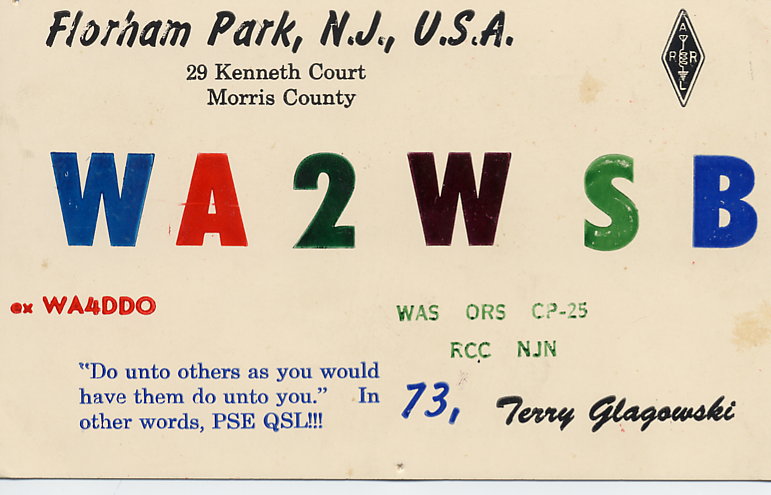 Florham Park, N.J., U.S.A.
29 Kenneth Court
Morris County
A
R R
L
WA2WSB
ex WA4DDO
WAS ORS CP-25
RCC NJN
"Do unto others as you would
have them do unto you." In
other words, PSE QSL!!!
73, Terry Glagowski